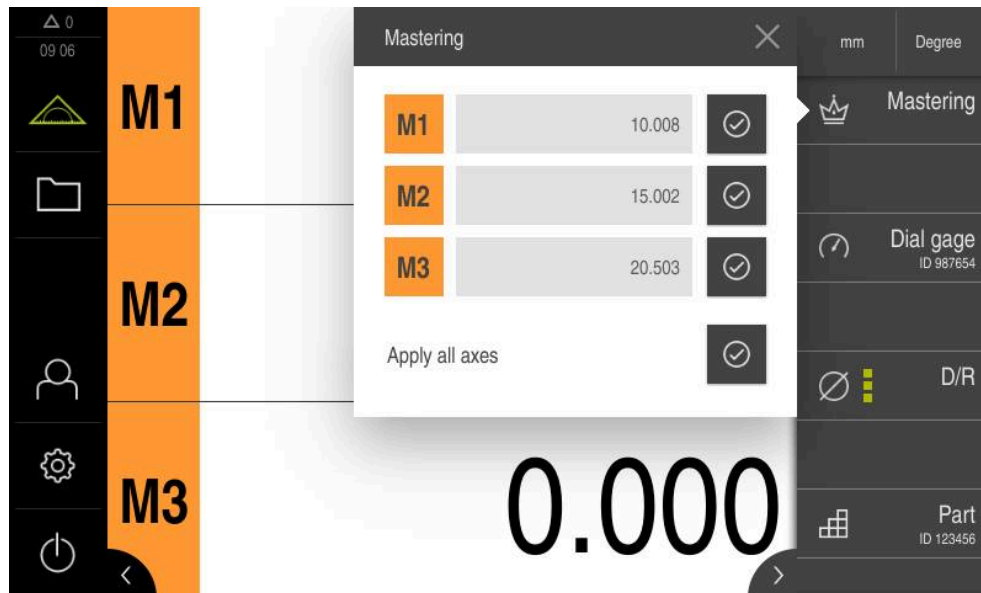 0
09 06
M1
M2
M3
0.000
Mastering
M1 10.008
M2 15.002
M3 20.503
Apply all axes
mm Degree
Mastering
Dial gage
ID 987654
D/R
Part
ID 123456